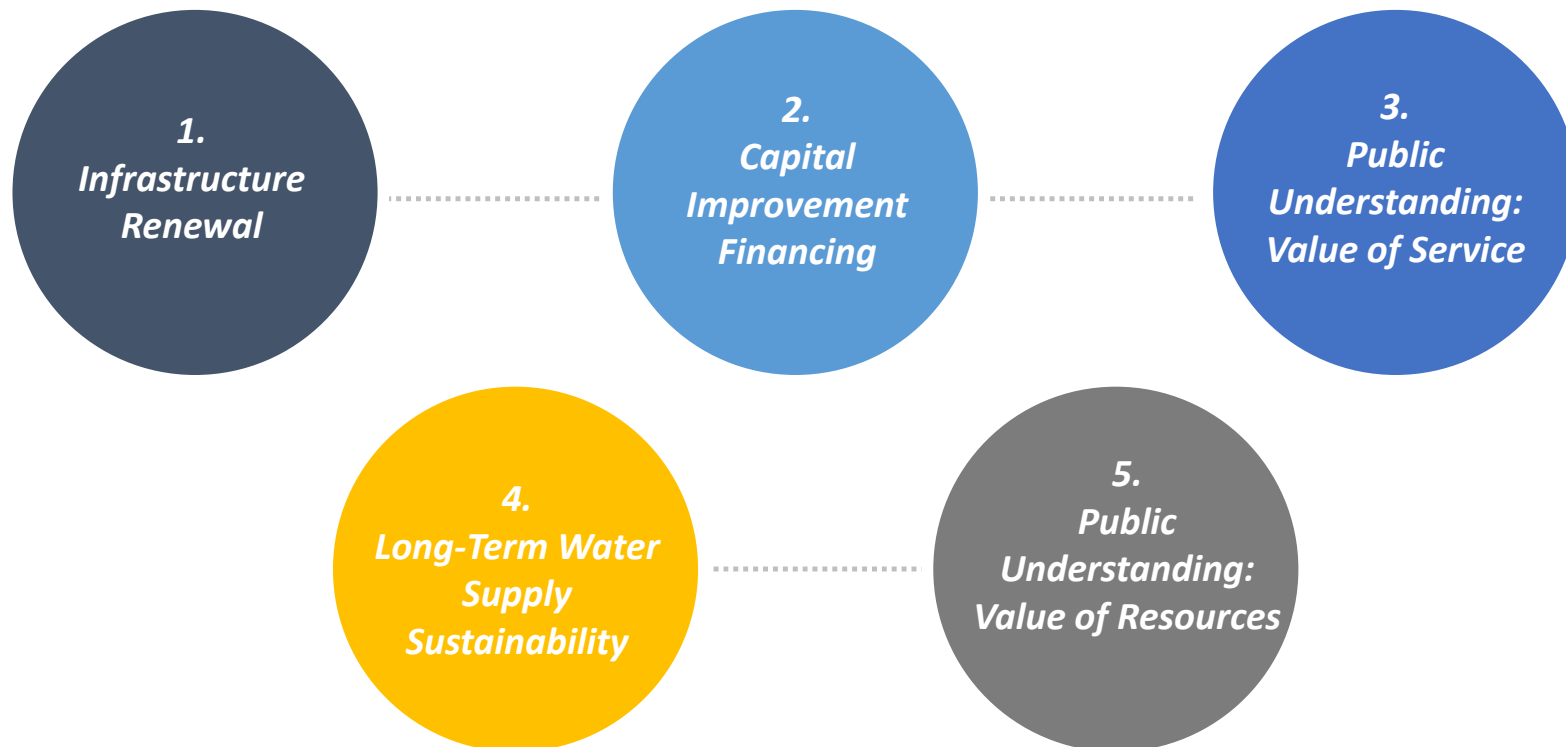 1.
Infrastructure
Renewal
2.
Capital
Improvement
Financing
3.
Public
Understanding:
Value of Service
4.
Long-Term Water
Supply
Sustainability
5.
Public
Understanding:
Value of Resources